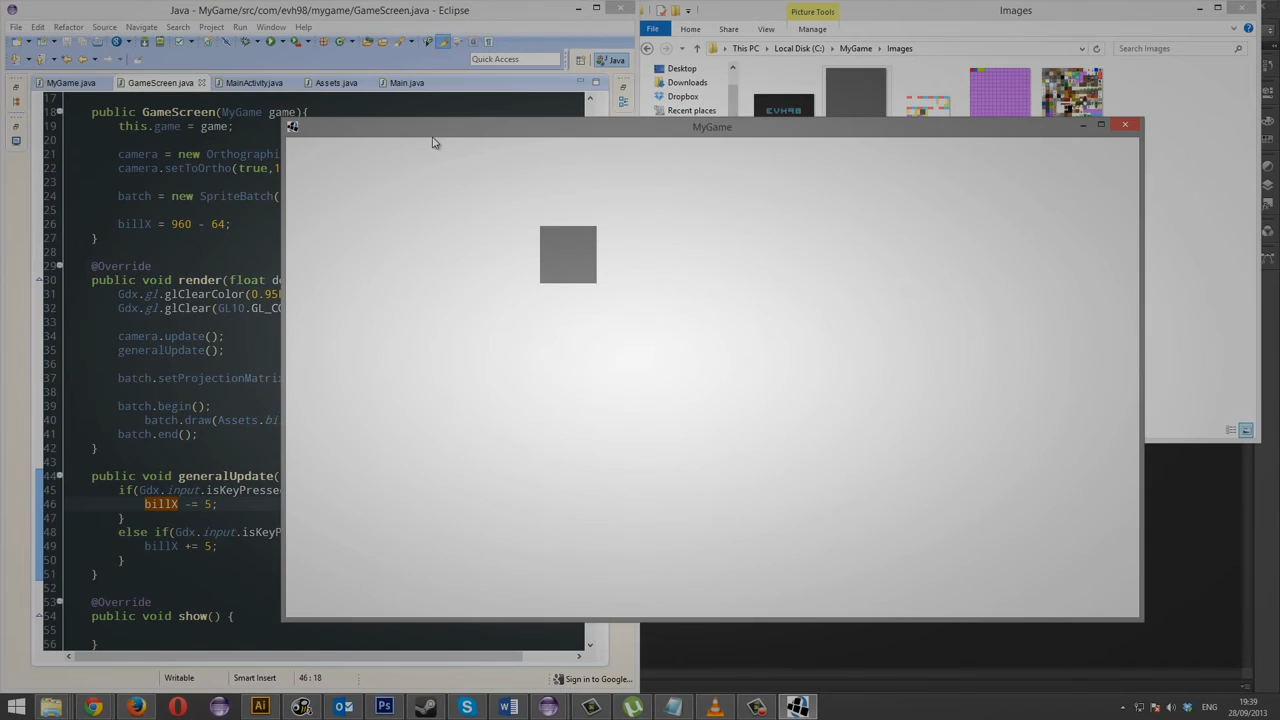 Java - MyGame/src/com/evh98/mygame/GameScreen.java - Eclipse
File Edit Refactor Source Navigate Search Project Run Window Help
Quick Access
Java
MyGame.java GameScreen.java MainActivity.java Assets.java Main.java
17
18 public GameScreen(MyGame game){
19 this.game = game;
20
21 camera = new Orthographi
22 camera.setToOrtho(true,1
23
24 batch = new SpriteBatch(
25
26 billX = 960 - 64;
27 }
28
29 @Override
30 public void render(float de
31 Gdx.gl.glClearColor(0.95
32 Gdx.gl.glClear(GL10.GL_CO
33
34 camera.update();
35 generalUpdate();
36
37 batch.setProjectionMatri
38
39 batch.begin();
40 batch.draw(Assets.bi
41 batch.end();
42 }
43
44 public void generalUpdate(
45 if(Gdx.input.isKeyPressed
46 billX -= 5;
47 }
48 else if(Gdx.input.isKeyP
49 billX += 5;
50 }
51 }
52
53 @Override
54 public void show() {
55
56 }
Writable Smart Insert 46 : 18 Sign in to Google...
Picture Tools
Images
File Home Share View Manage
This PC Local Disk (C:) MyGame Images
Search Images
Desktop
Downloads
Dropbox
Recent places
EVH98
MyGame
ENG
19:39
28/09/2013